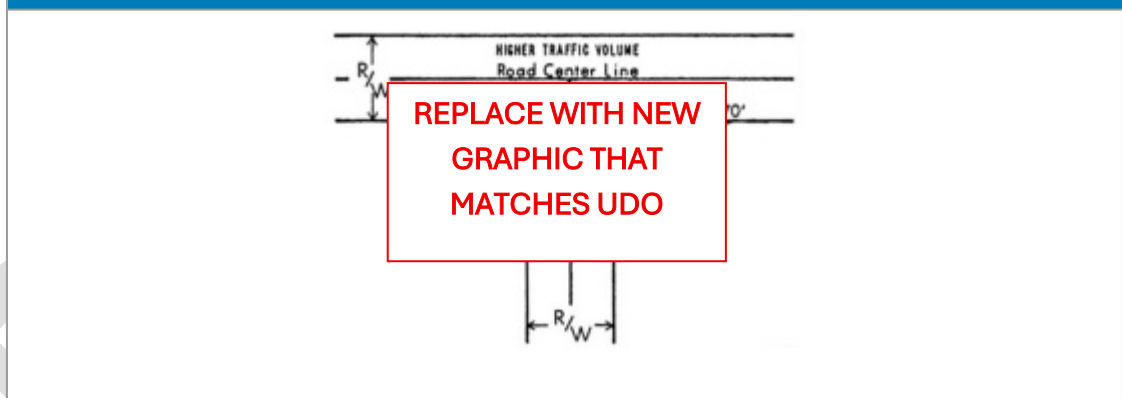 HIGHER TRAFFIC VOLUME
Road Center Line
R/W
REPLACE WITH NEW
GRAPHIC THAT
MATCHES UDO
R/W